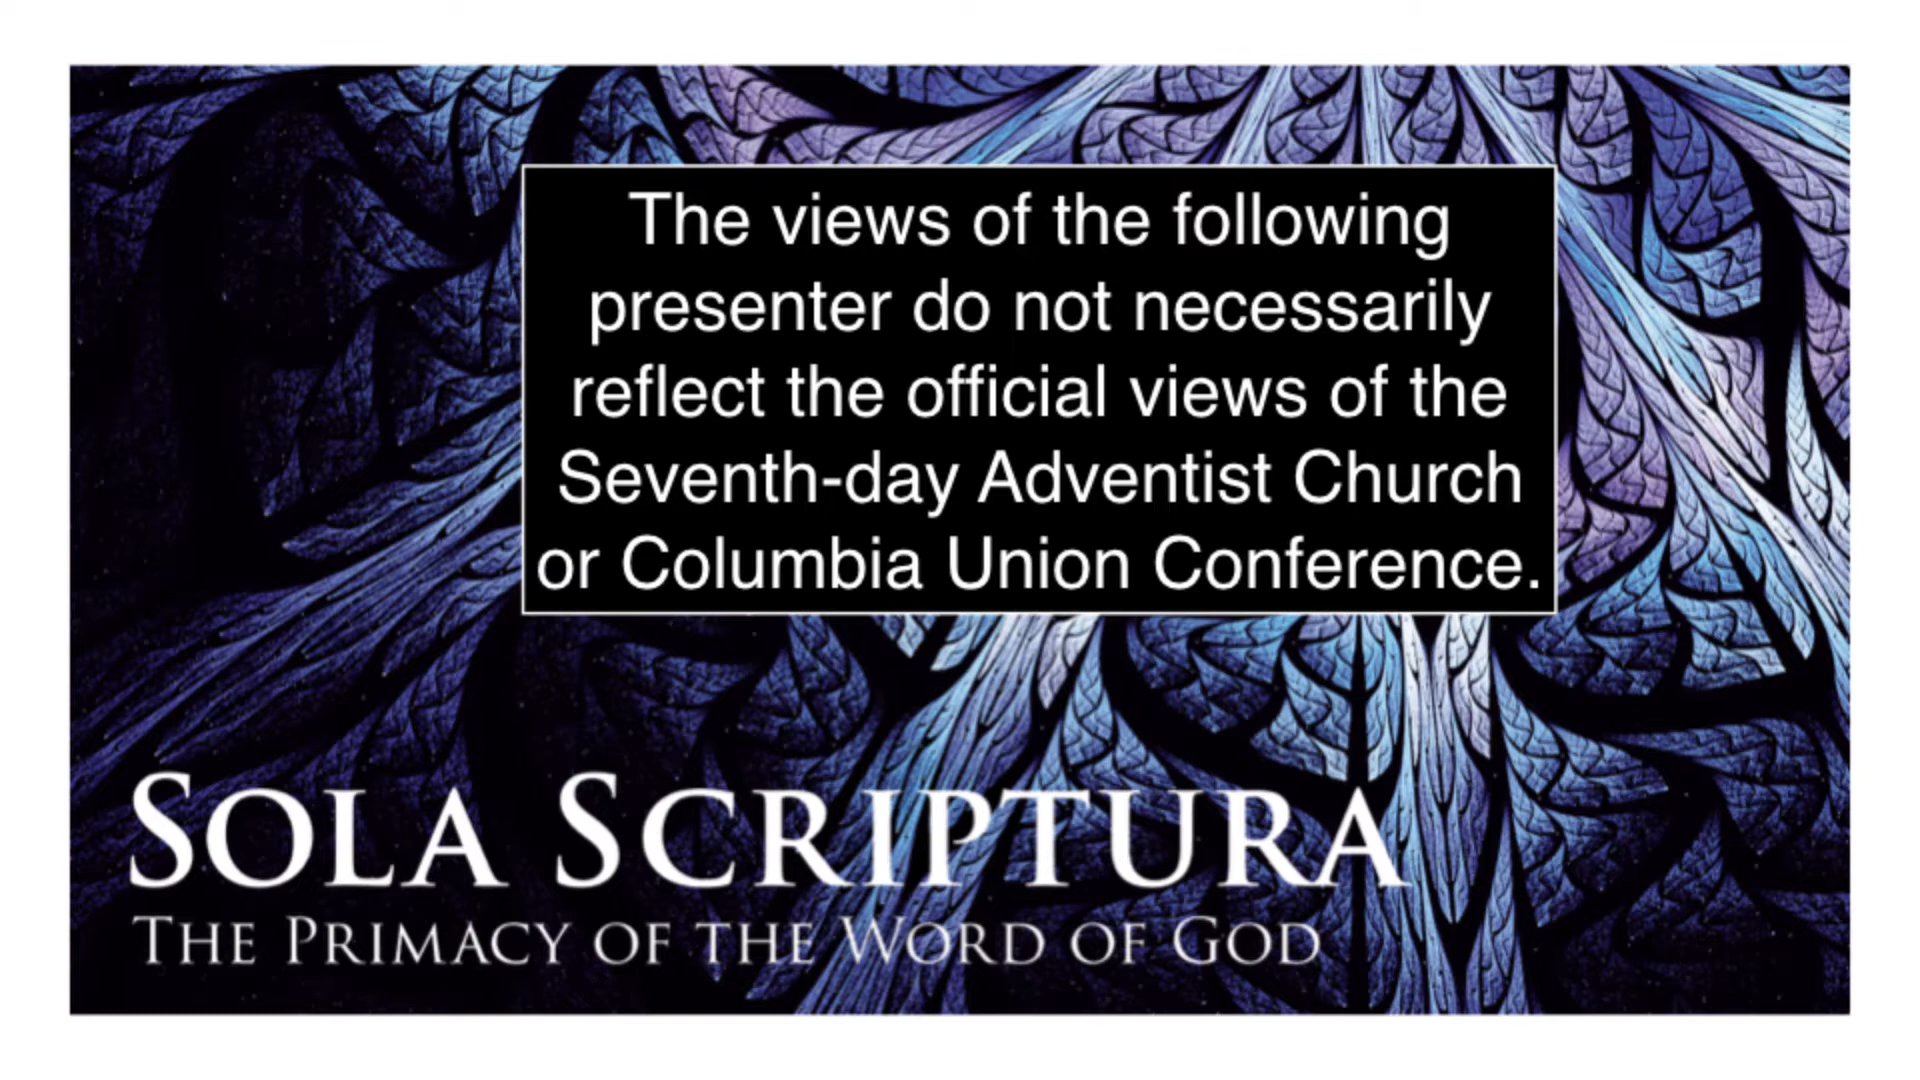 The views of the following
presenter do not necessarily
reflect the official views of the
Seventh-day Adventist Church
or Columbia Union Conference.
SOLA SCRIPTURA
THE PRIMACY OF THE WORD OF GOD